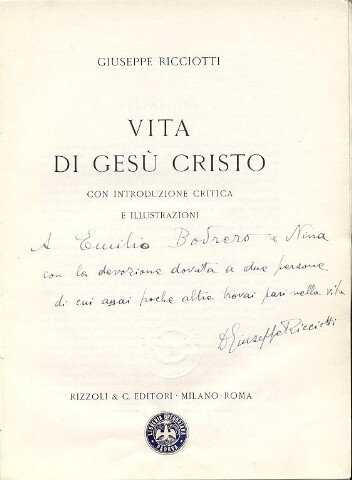 GIUSEPPE RICCIOTTI
VITA
DI GESÙ CRISTO
CON INTRODUZIONE CRITICA
E ILLUSTRAZIONI
A Emilio Bodrero e Nina
con la devozione dovuta a due persone
di cui assai poche altre trovai pari nella vita
D Giuseppe Ricciotti
RIZZOLI & C. EDITORI · MILANO - ROMA
PADOVA